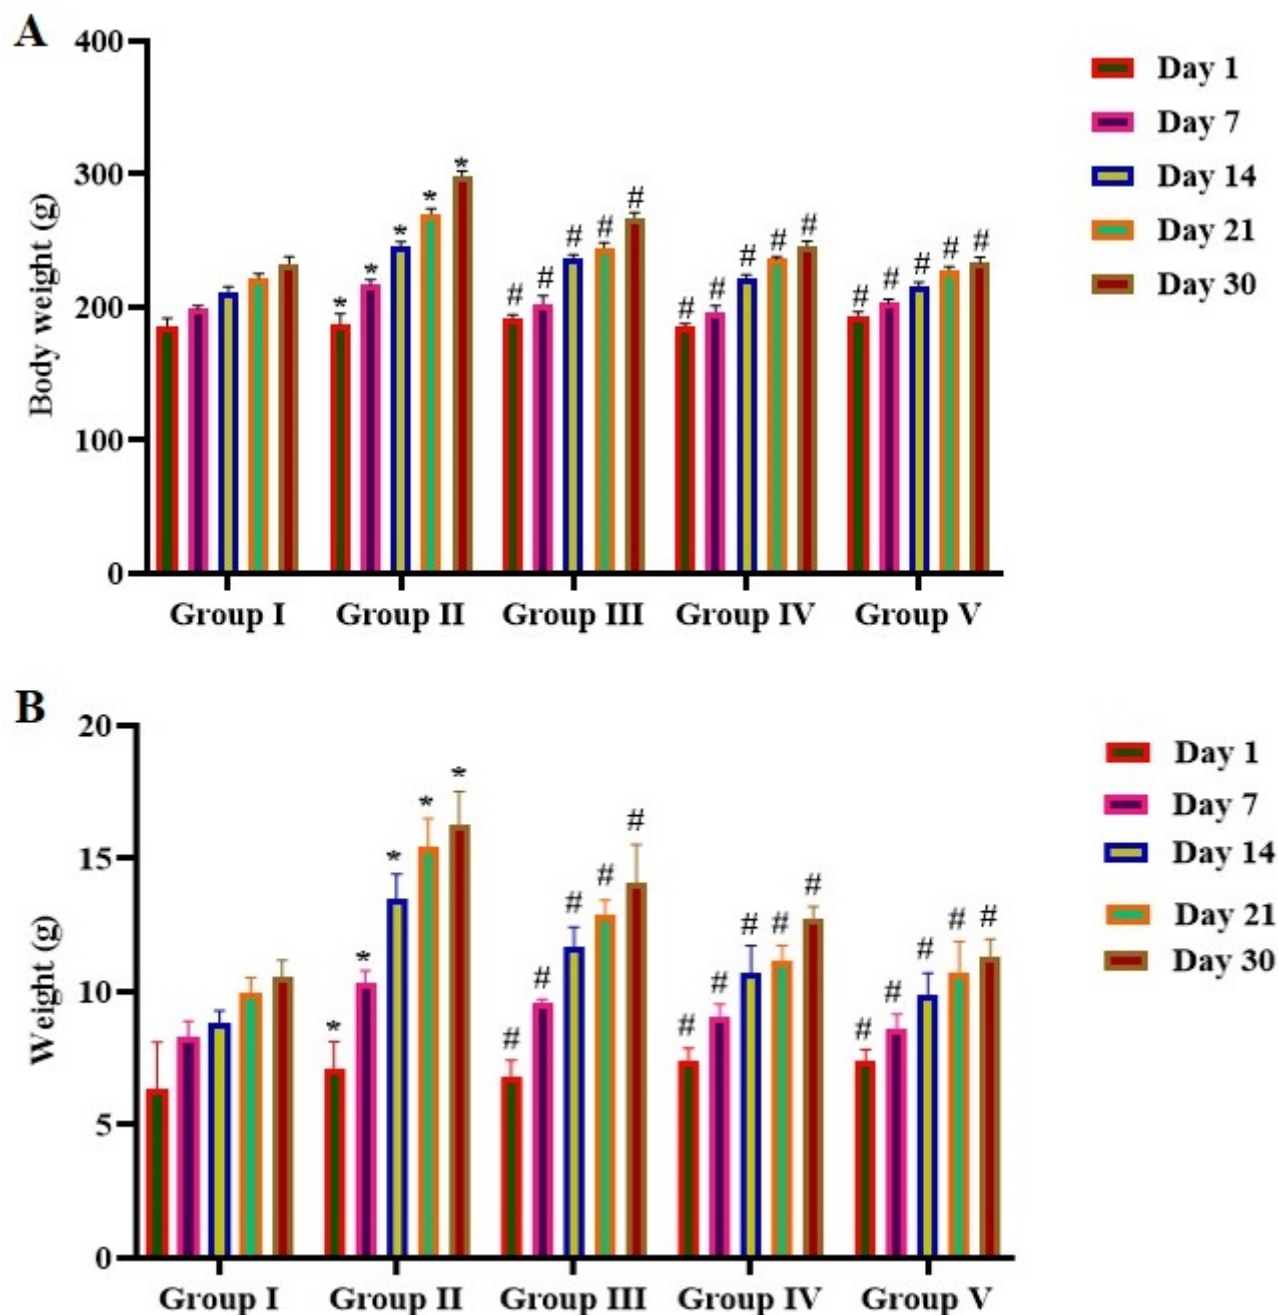 A
400
300
200
100
0
Body weight (g)
* * * * *
# # # # #
# # # # #
# # # # #
Group I Group II Group III Group IV Group V
Day 1
Day 7
Day 14
Day 21
Day 30
B
20
15
10
5
0
Weight (g)
* * * * *
# # # # #
# # # # #
# # # # #
Group I Group II Group III Group IV Group V
Day 1
Day 7
Day 14
Day 21
Day 30